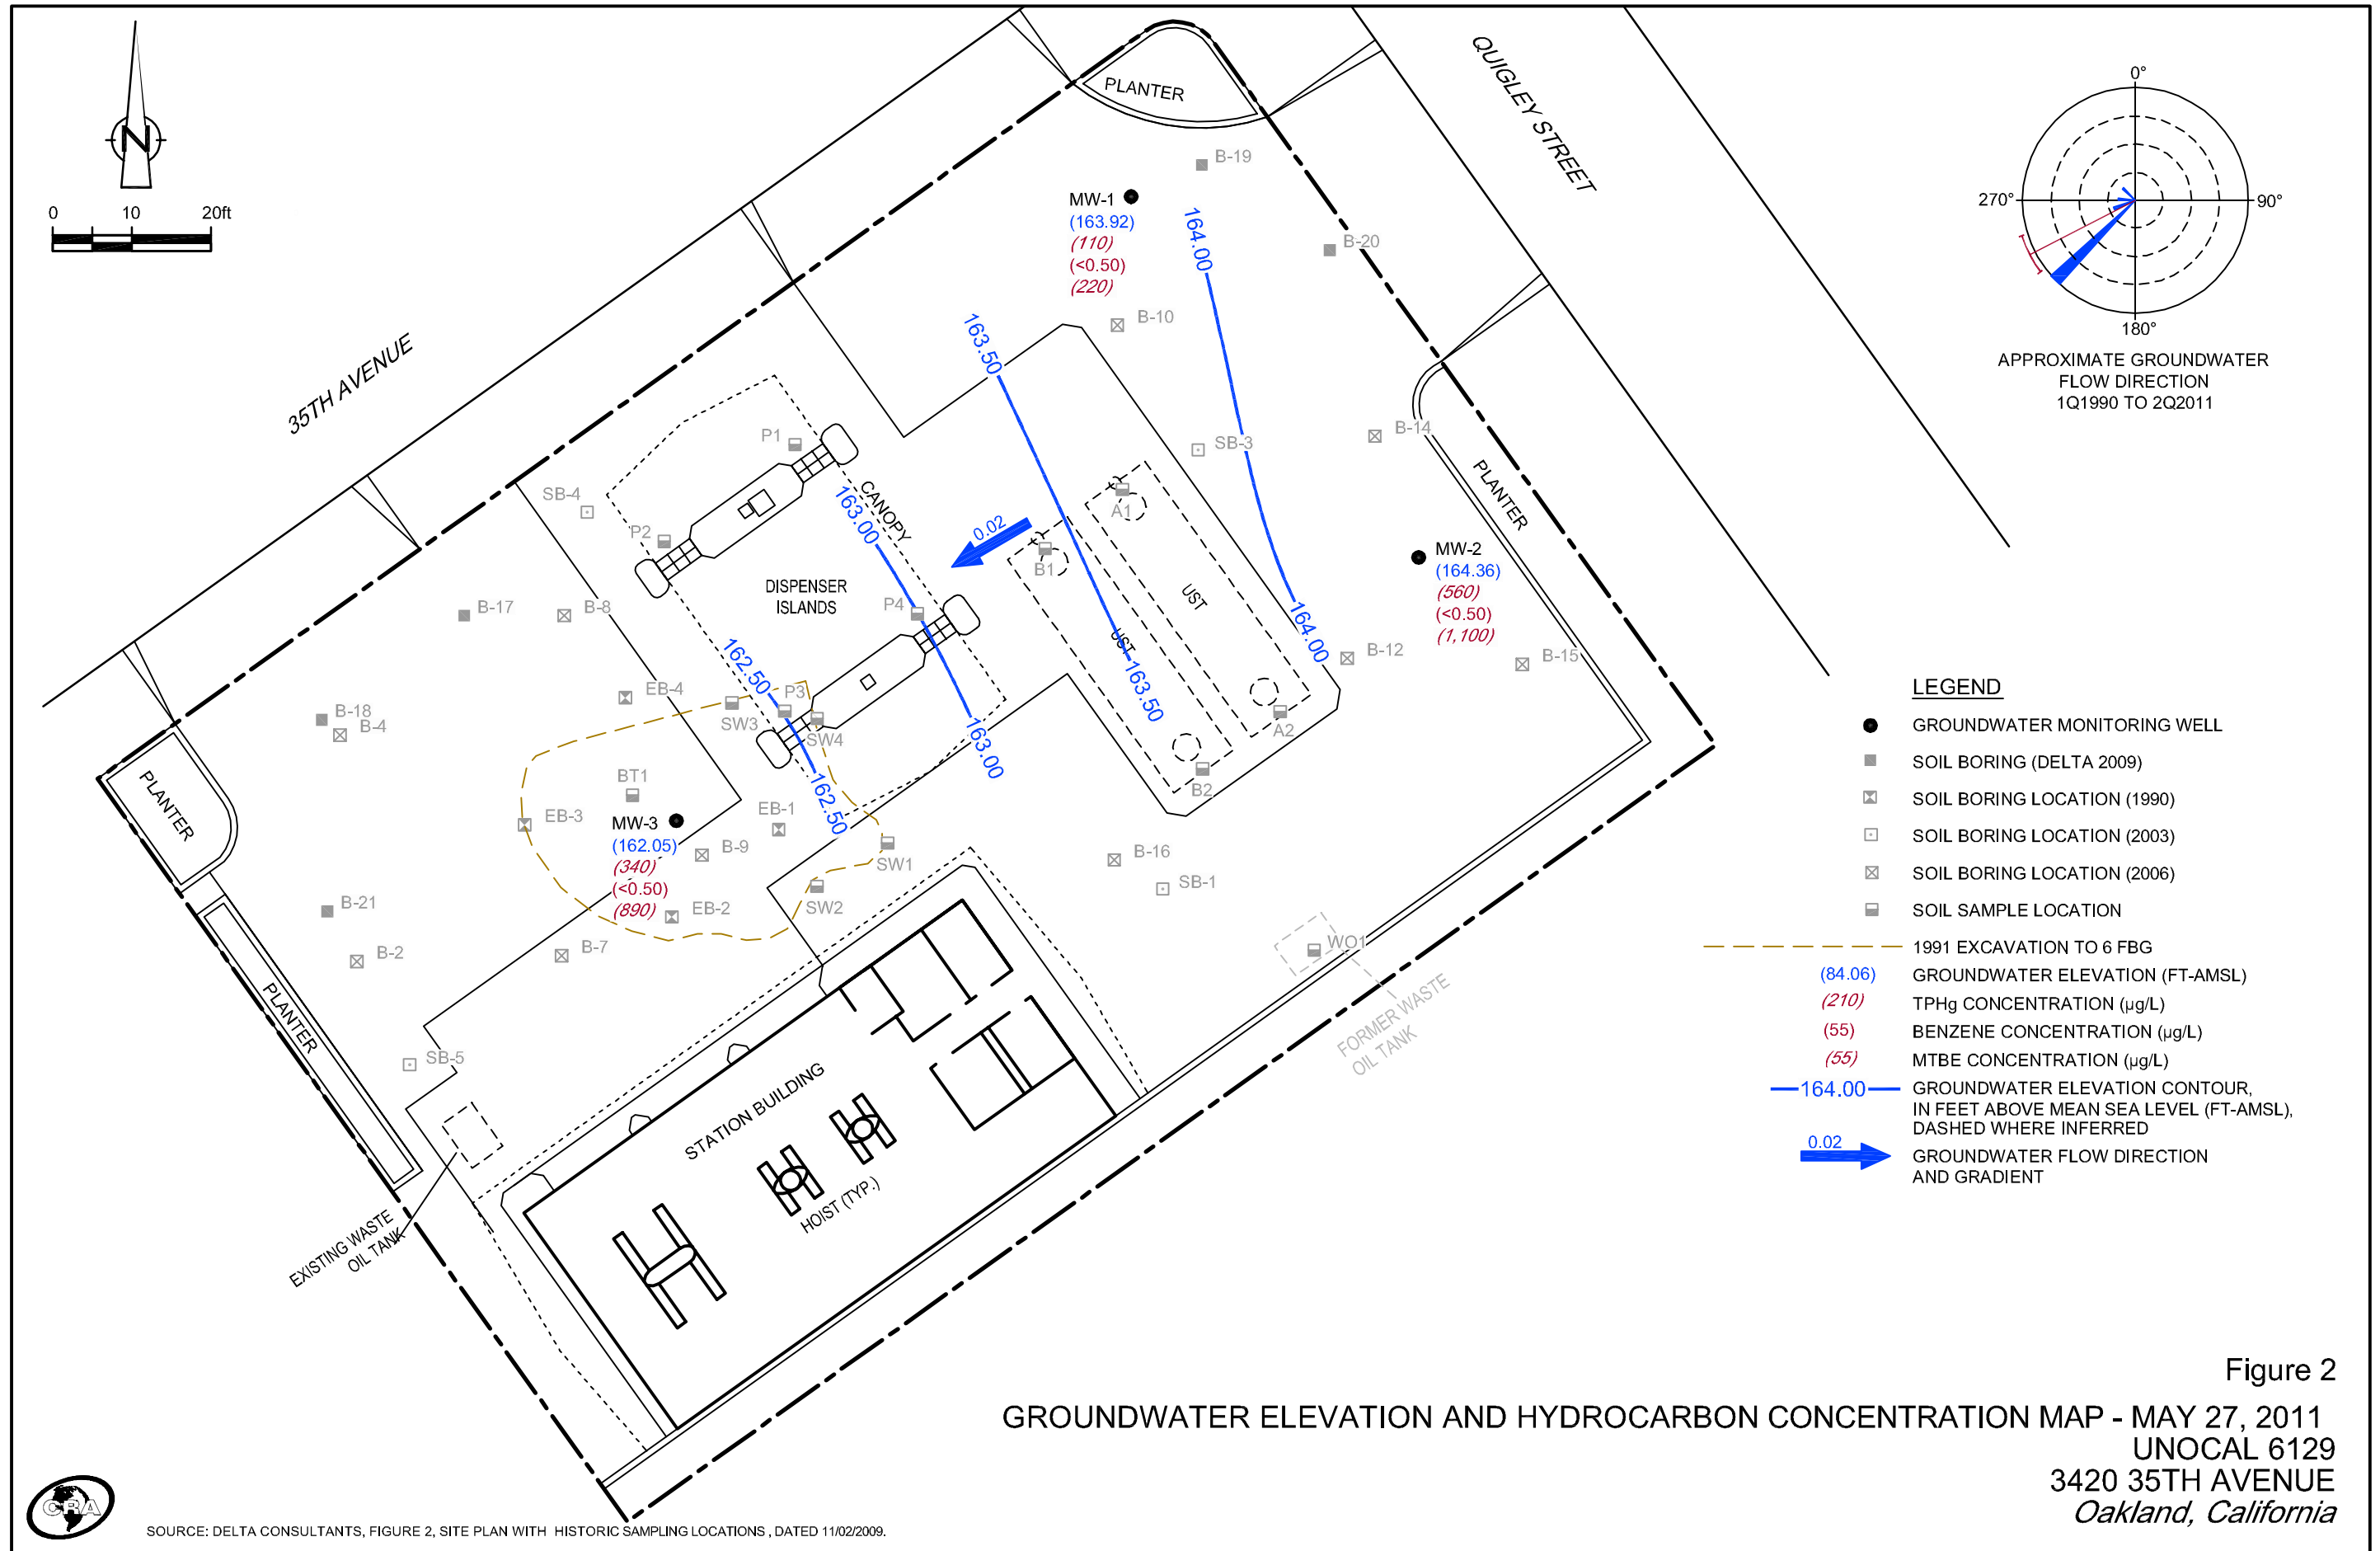 N
0 10 20ft
35TH AVENUE
QUIGLEY STREET
PLANTER
B-19
MW-1
(163.92)
(110)
(<0.50)
(220)
164.00
B-20
B-10
163.50
0°
270°
90°
180°
APPROXIMATE GROUNDWATER
FLOW DIRECTION
1Q1990 TO 2Q2011
P1
SB-3
B-14
PLANTER
SB-4
P2
163.00
CANOPY
0.02
A1
B1
MW-2
(164.36)
(560)
(<0.50)
(1,100)
DISPENSER
ISLANDS
P4
UST
UST
164.00
B-12
B-15
B-17
B-8
162.50
EB-4
P3
SW3
SW4
163.00
163.50
A2
B2
B-18
B-4
PLANTER
BT1
EB-3
MW-3
(162.05)
(340)
(<0.50)
(890)
EB-1
162.50
B-9
SW1
SW2
EB-2
B-7
B-16
SB-1
B-21
B-2
PLANTER
SB-5
WO1
FORMER WASTE
OIL TANK
STATION BUILDING
HOIST (TYP.)
EXISTING WASTE
OIL TANK
LEGEND
GROUNDWATER MONITORING WELL
SOIL BORING (DELTA 2009)
SOIL BORING LOCATION (1990)
SOIL BORING LOCATION (2003)
SOIL BORING LOCATION (2006)
SOIL SAMPLE LOCATION
1991 EXCAVATION TO 6 FBG
(84.06) GROUNDWATER ELEVATION (FT-AMSL)
(210) TPHg CONCENTRATION (µg/L)
(55) BENZENE CONCENTRATION (µg/L)
(55) MTBE CONCENTRATION (µg/L)
164.00 GROUNDWATER ELEVATION CONTOUR,
IN FEET ABOVE MEAN SEA LEVEL (FT-AMSL),
DASHED WHERE INFERRED
0.02
GROUNDWATER FLOW DIRECTION
AND GRADIENT
Figure 2
GROUNDWATER ELEVATION AND HYDROCARBON CONCENTRATION MAP - MAY 27, 2011
UNOCAL 6129
3420 35TH AVENUE
Oakland, California
CRA
SOURCE: DELTA CONSULTANTS, FIGURE 2, SITE PLAN WITH HISTORIC SAMPLING LOCATIONS , DATED 11/02/2009.